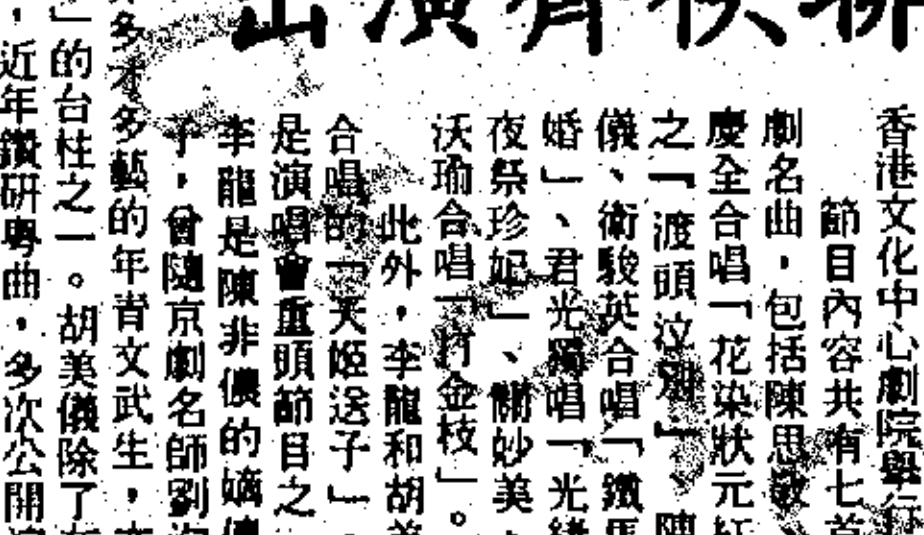 演
香港文化中心劇院舉行
節目內容共有七首
劇名曲，包括陳思敏、
慶全合唱「花染狀元紅
之「渡頭泣別」、陳
儀、衛駿英合唱「鐵馬
婚」、君光獨唱「光緒
夜祭珍妃」、關妙美、
沃瑜合唱「打金枝」。
此外，李龍和胡美
合唱的「天姬送子」，
是演唱會重頭節目之
李龍是陳非儂的嫡傳
子，曾隨京劇名師劉洵
多才多藝的年青文武生，
」的台柱之一。胡美儀除了
，近年鑽研粵曲，多次公開演